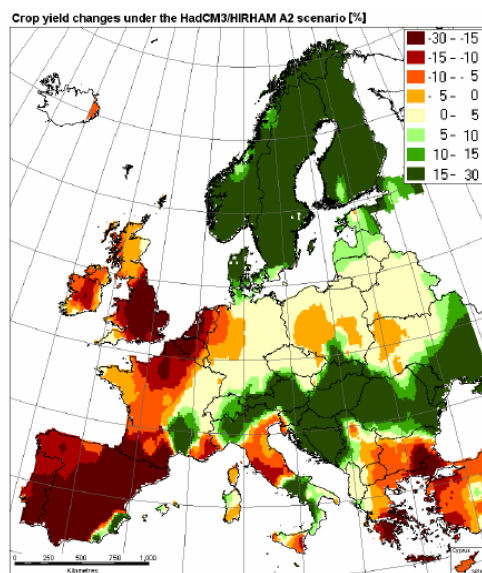 Crop yield changes under the HadCM3/HIRHAM A2 scenario [%]
-30 - -15
-15 - -10
-10 - 5
- 5 - 0
0 - 5
5 - 10
10 - 15
15 - 30
Cyprus
0 250 500 750 1,000
Kilometres